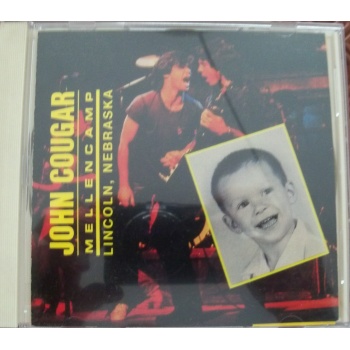 JOHN COUGAR
MELLENCAMP
LINCOLN, NEBRASKA